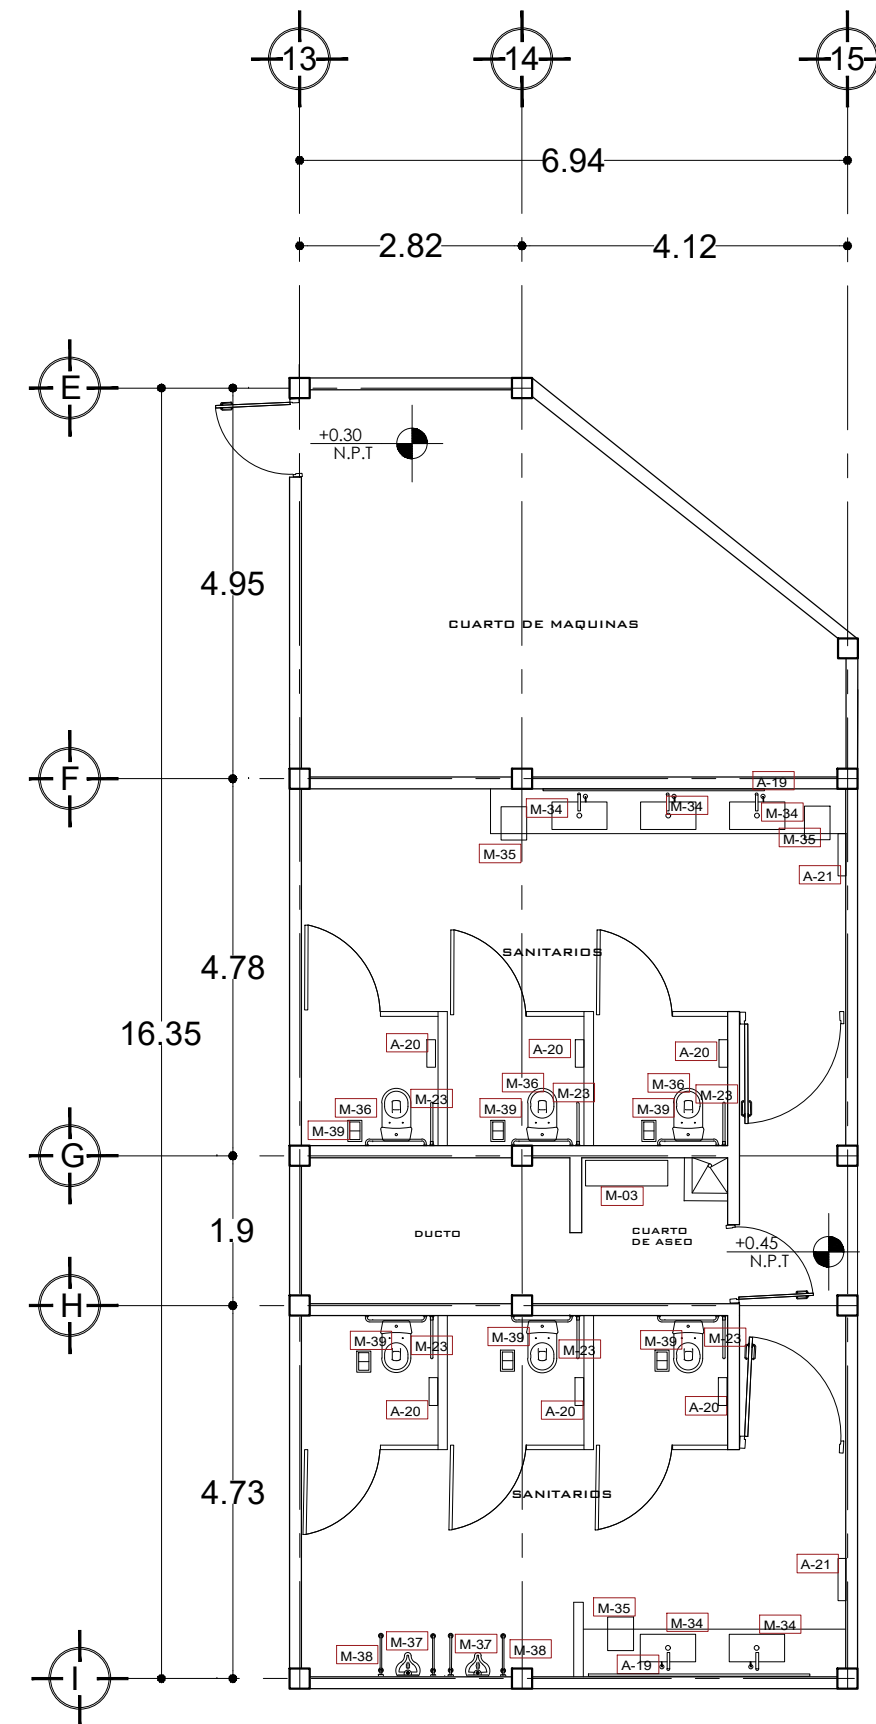 13
14
15
6.94
2.82
4.12
E
+0.30
N.P.T
4.95
CUARTO DE MAQUINAS
F
A-19
M-34
M-34
M-34
M-35
M-35
A-21
SANITARIOS
4.78
16.35
A-20
A-20
A-20
M-36
M-23
M-36
M-23
M-36
M-23
M-39
M-39
M-39
G
M-03
1.9
DUCTO
CUARTO
DE ASEO
+0.45
N.P.T
H
M-39
M-23
M-39
M-23
M-39
M-23
A-20
A-20
A-20
4.73
SANITARIOS
A-21
M-35
M-34
M-34
M-38
M-37
M-37
M-38
A-19
I